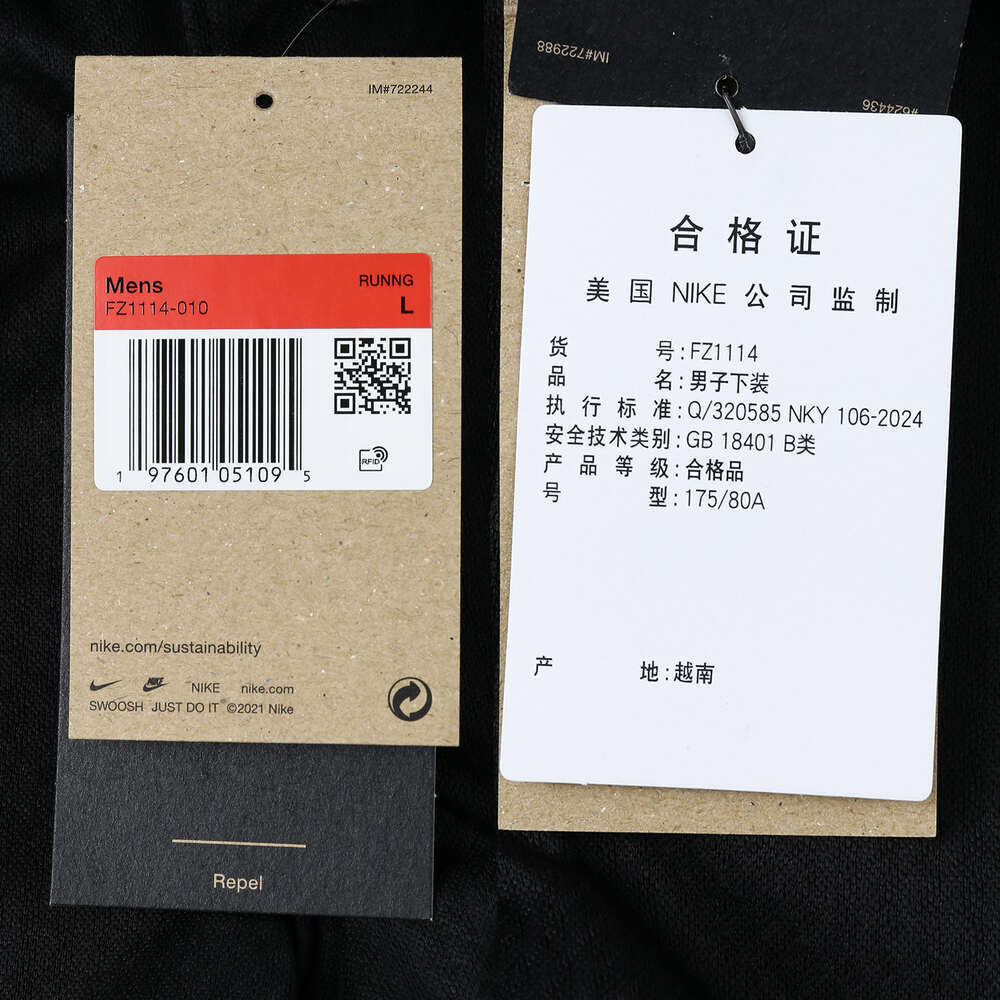 IM#722244
Mens
RUNNG
FZ1114-010
L
1 97601 05109 5
RFID
nike.com/sustainability
NIKE nike.com
SWOOSH JUST DO IT ©2021 Nike
Repel
IM#722988
#624436
合格证
美国 NIKE 公司监制
货号:FZ1114
品名:男子下装
执行标准:Q/320585 NKY 106-2024
安全技术类别:GB 18401 B类
产品等级:合格品
号型:175/80A
产地:越南